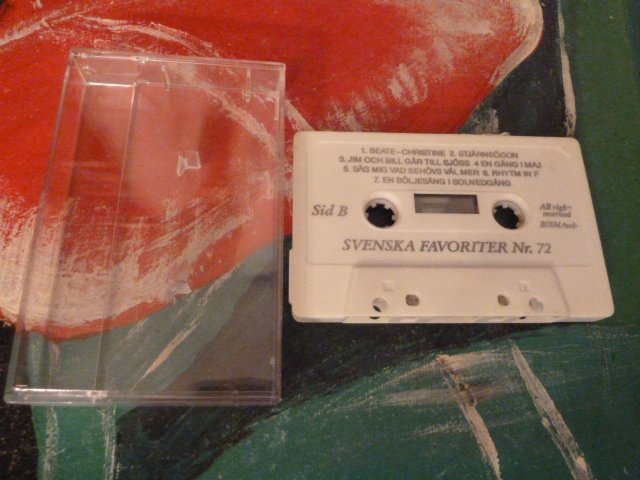 1. BEATE-CHRISTINE 2. STJÄRNEÖGON
3. JIM OCH BILL GÅR TILL SJÖSS 4 EN GÅNG I MAJ
5. SÄG MIG VAD BEHÖVS VÄL MER 6. RHYTM IN F
7. EN BÖLJESÅNG I SOLNEDGÅNG
Sid B
All rights
reserved
BIEM/ncb
SVENSKA FAVORITER Nr. 72